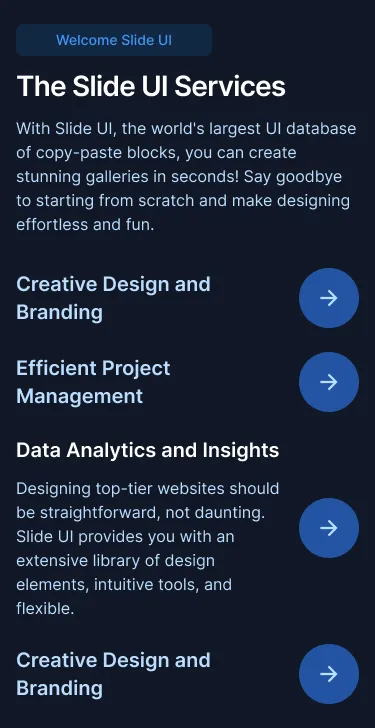 Welcome Slide UI
The Slide UI Services
With Slide UI, the world's largest UI database
of copy-paste blocks, you can create
stunning galleries in seconds! Say goodbye
to starting from scratch and make designing
effortless and fun.
Creative Design and
Branding
Efficient Project
Management
Data Analytics and Insights
Designing top-tier websites should
be straightforward, not daunting.
Slide UI provides you with an
extensive library of design
elements, intuitive tools, and
flexible.
Creative Design and
Branding